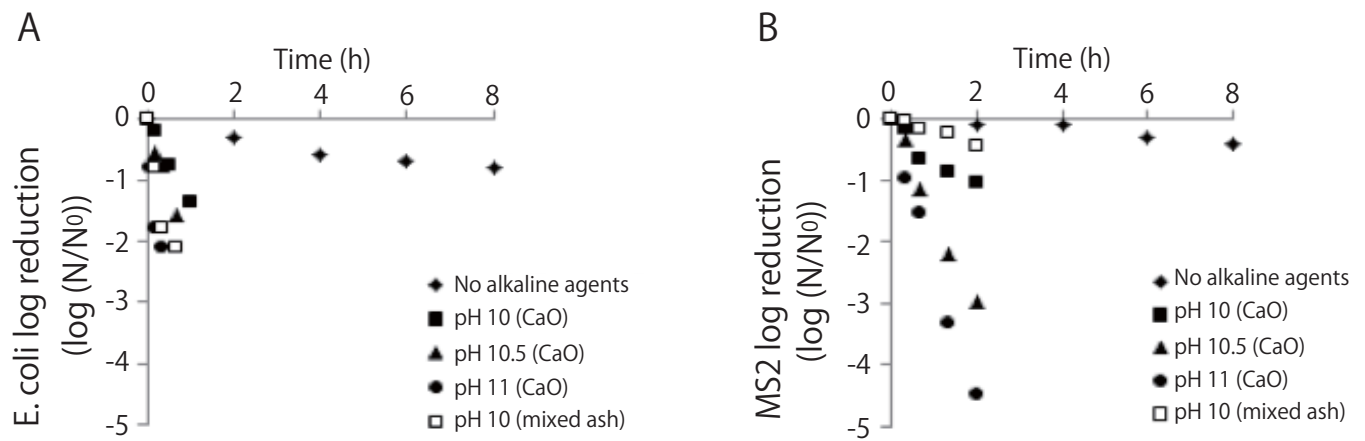 A
Time (h)
0 2 4 6 8
0
-1
-2
-3
-4
-5
E. coli log reduction
(log (N/N0))
No alkaline agents
pH 10 (CaO)
pH 10.5 (CaO)
pH 11 (CaO)
pH 10 (mixed ash)
B
Time (h)
0 2 4 6 8
0
-1
-2
-3
-4
-5
MS2 log reduction
(log (N/N0))
No alkaline agents
pH 10 (CaO)
pH 10.5 (CaO)
pH 11 (CaO)
pH 10 (mixed ash)